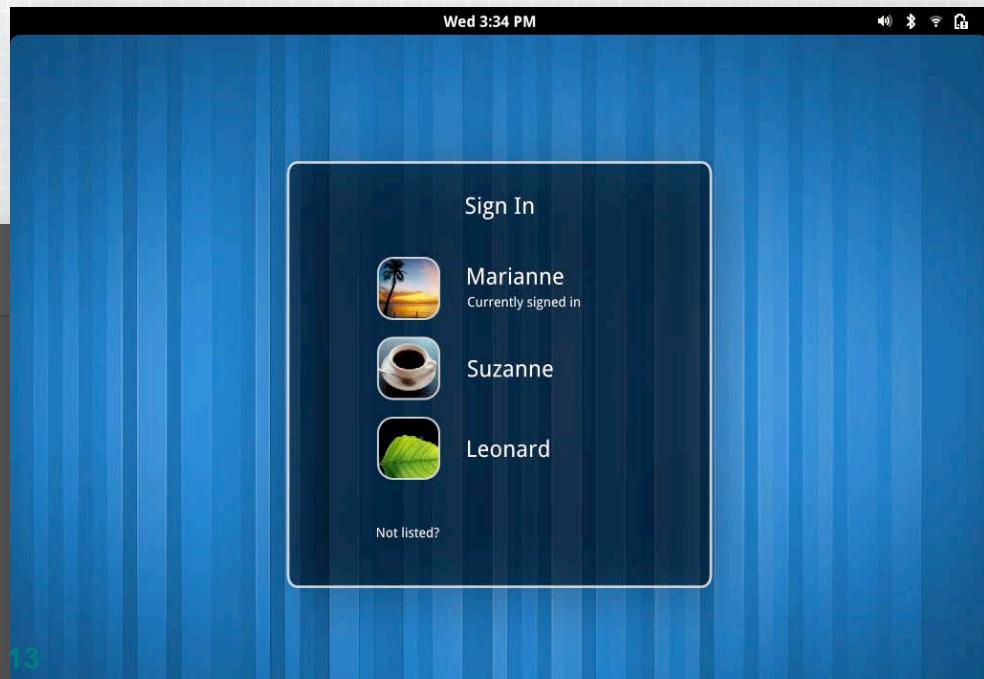 Wed 3:34 PM
Sign In
Marianne
Currently signed in
Suzanne
Leonard
Not listed?
13